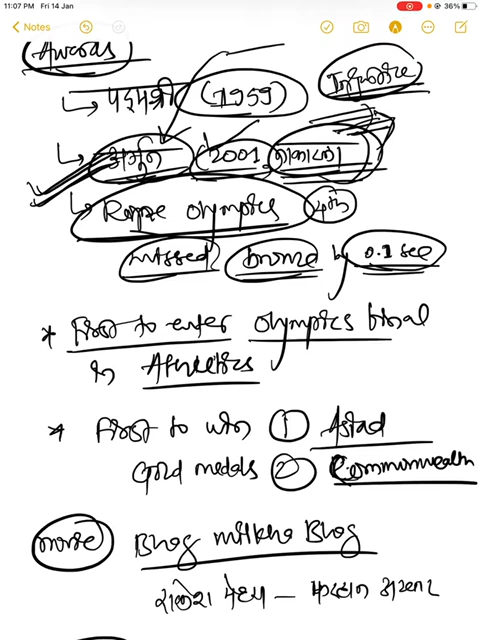 11:07 PM Fri 14 Jan
36%
Notes
Awards
पद्मश्री (1959)
अर्जुन (2001
Rome olympics
missed bronze by 0.1 sec
* First to enter olympics final
in Athletics
* First to win 1 Asiad
Gold medals 2 Commonwealth
movie Bhag milkha Bhag